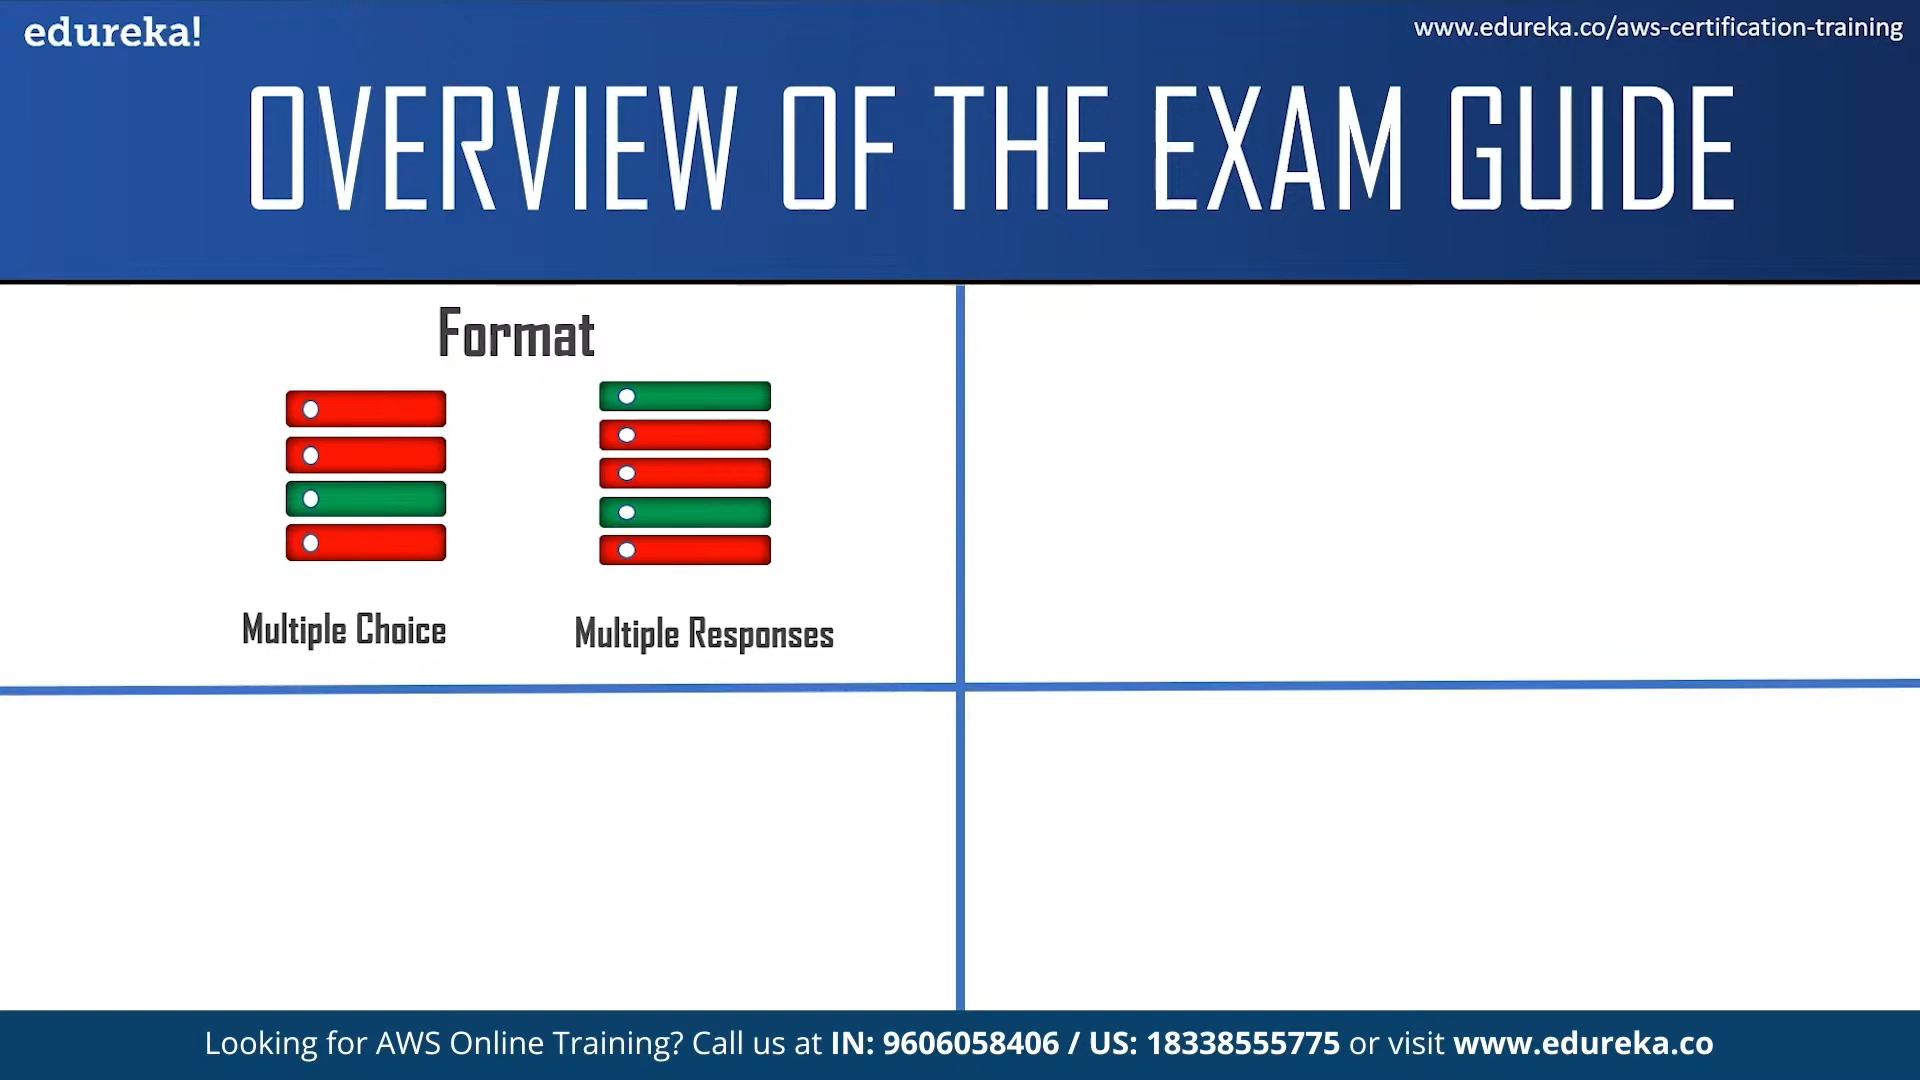 edureka!
www.edureka.co/aws-certification-training
OVERVIEW OF THE EXAM GUIDE
Format
Multiple Choice
Multiple Responses
Looking for AWS Online Training? Call us at IN: 9606058406 / US: 18338555775 or visit www.edureka.co